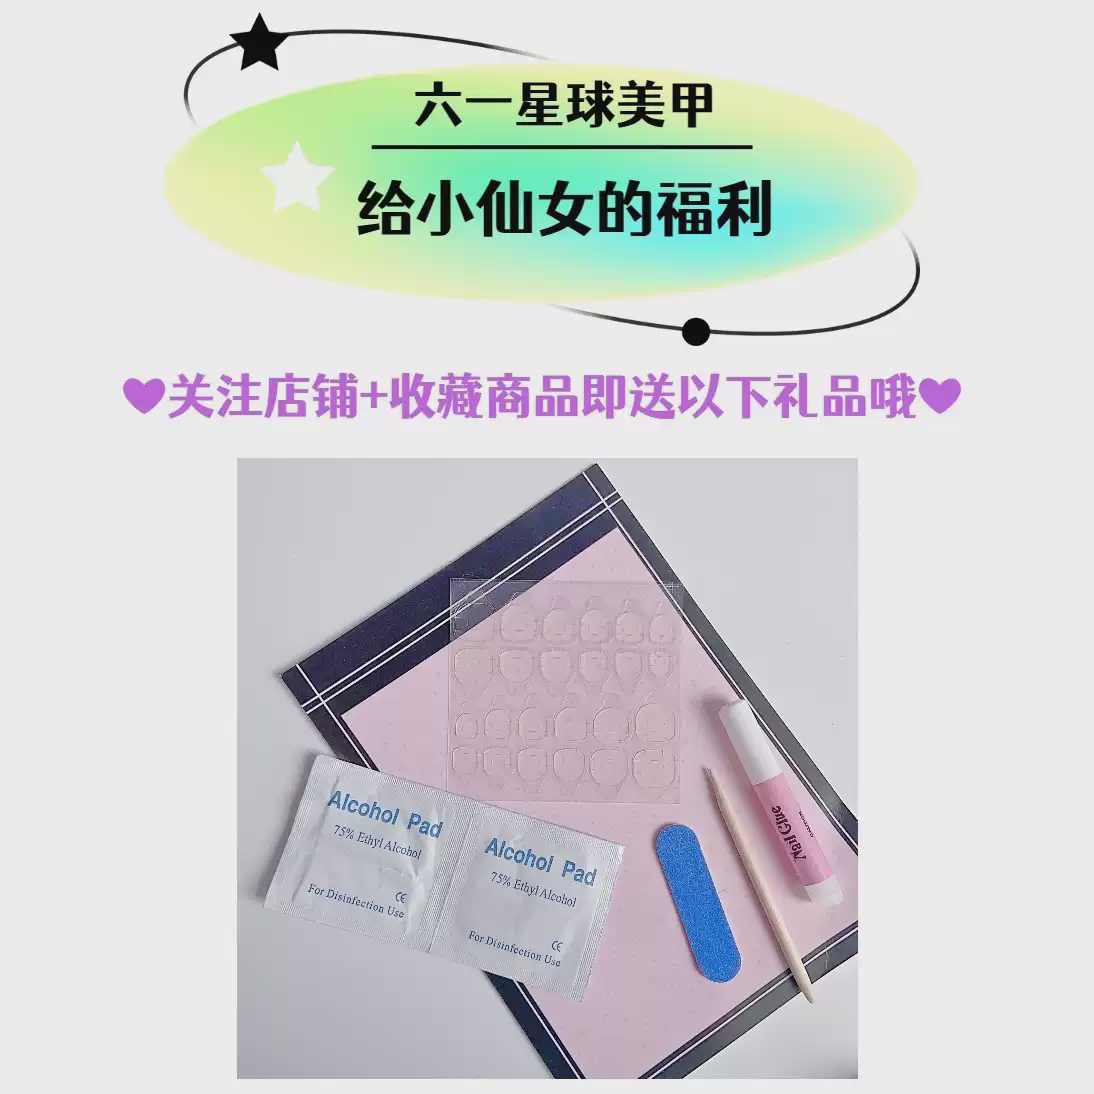 六一星球美甲
给小仙女的福利
关注店铺+收藏商品即送以下礼品哦
Alcohol Pad
75% Ethyl Alcohol
CE
For Disinfection Use
Alcohol Pad
75% Ethyl Alcohol
CE
For Disinfection Use
Nail Glue